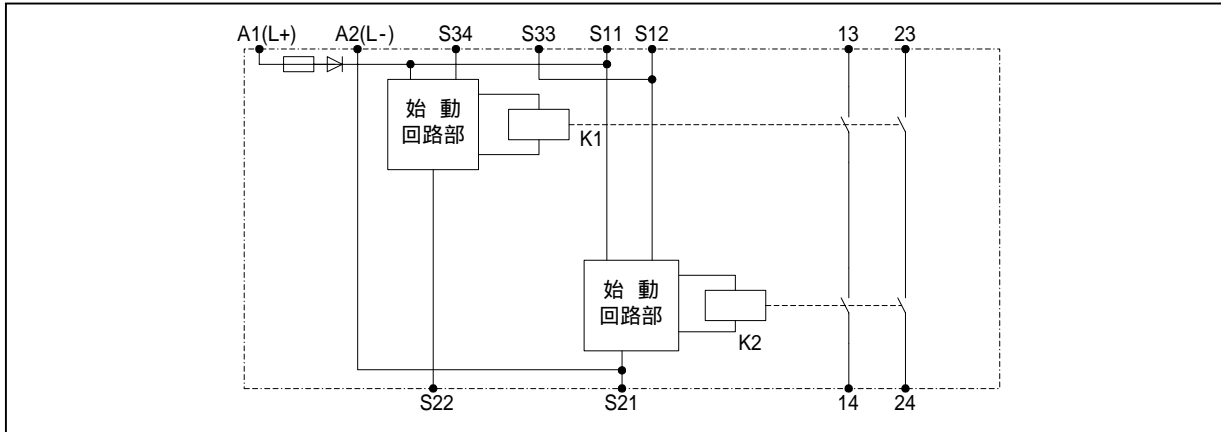 A1(L+) A2(L-) S34 S33 S11 S12 13 23
始 動
回路部
K1
始 動
回路部
K2
S22 S21 14 24